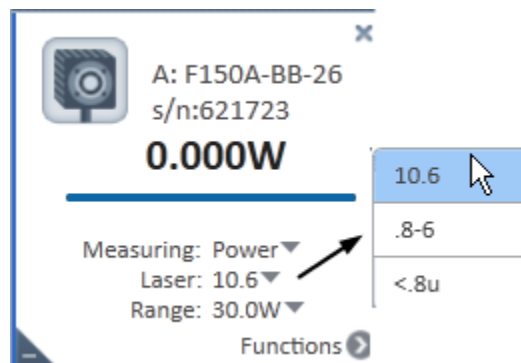 A: F150A-BB-26
s/n:621723
0.000W
Measuring: Power
Laser: 10.6
Range: 30.0W
Functions
10.6
.8-6
<.8u